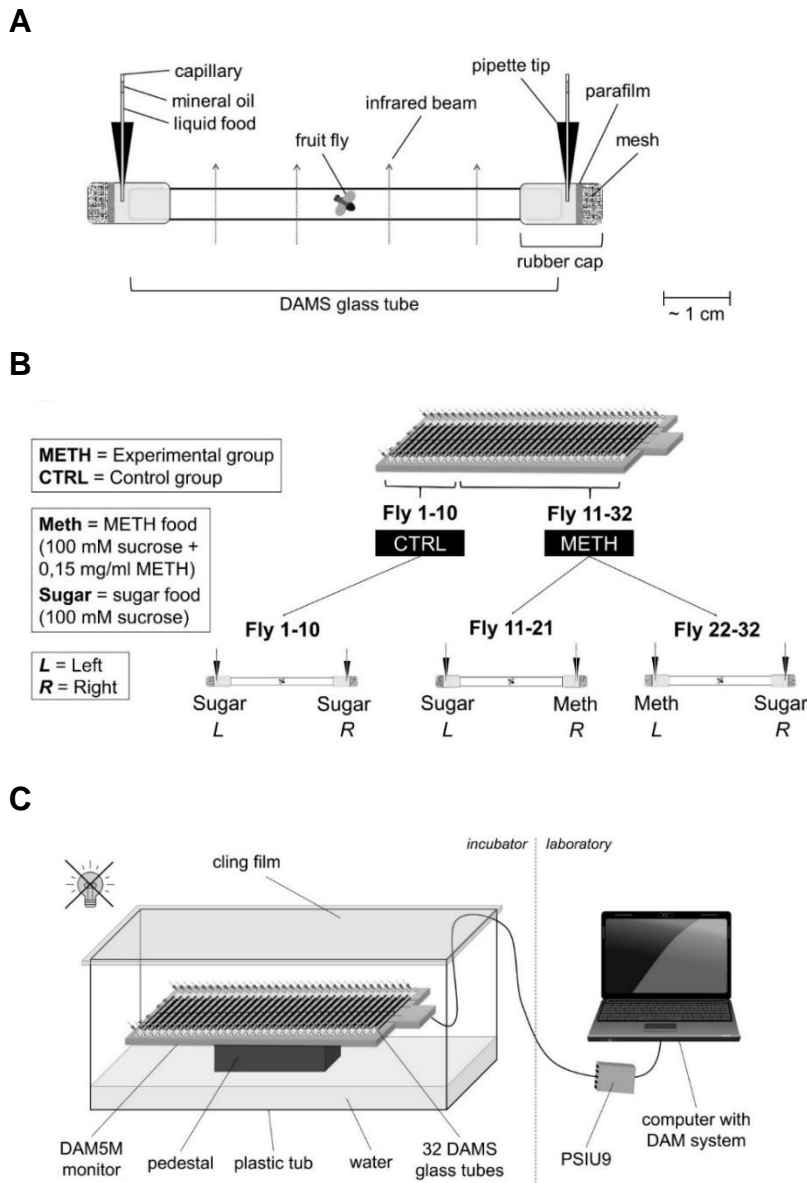 A
capillary
mineral oil
liquid food
fruit fly
infrared beam
pipette tip
parafilm
mesh
rubber cap
DAMS glass tube
~ 1 cm
B
METH = Experimental group
CTRL = Control group
Meth = METH food
(100 mM sucrose +
0,15 mg/ml METH)
Sugar = sugar food
(100 mM sucrose)
L = Left
R = Right
Fly 1-10
CTRL
Fly 11-32
METH
Fly 1-10
Fly 11-21
Fly 22-32
Sugar Sugar Sugar Meth Meth Sugar
L R L R L R
C
incubator laboratory
cling film
DAM5M
monitor
pedestal
plastic tub
water
32 DAMS
glass tubes
PSIU9
computer with
DAM system